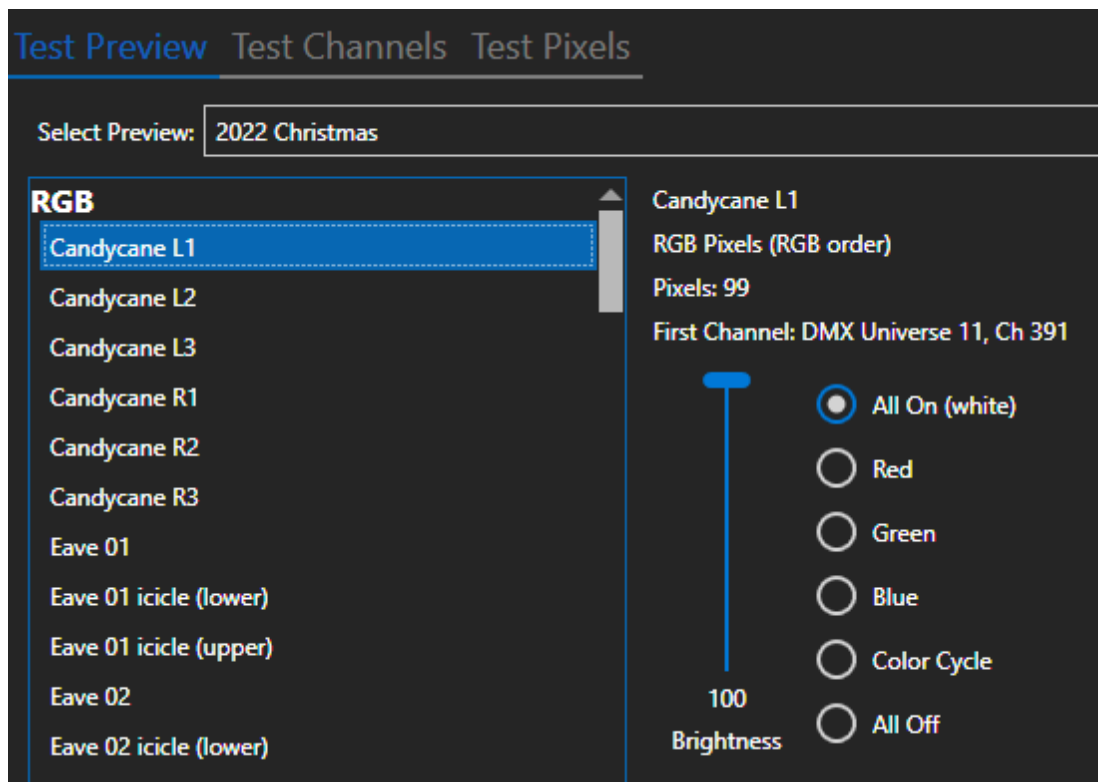 Test Preview Test Channels Test Pixels
Select Preview: 2022 Christmas
RGB
Candycane L1
Candycane L2
Candycane L3
Candycane R1
Candycane R2
Candycane R3
Eave 01
Eave 01 icicle (lower)
Eave 01 icicle (upper)
Eave 02
Eave 02 icicle (lower)
Candycane L1
RGB Pixels (RGB order)
Pixels: 99
First Channel: DMX Universe 11, Ch 391
100
Brightness
All On (white)
Red
Green
Blue
Color Cycle
All Off